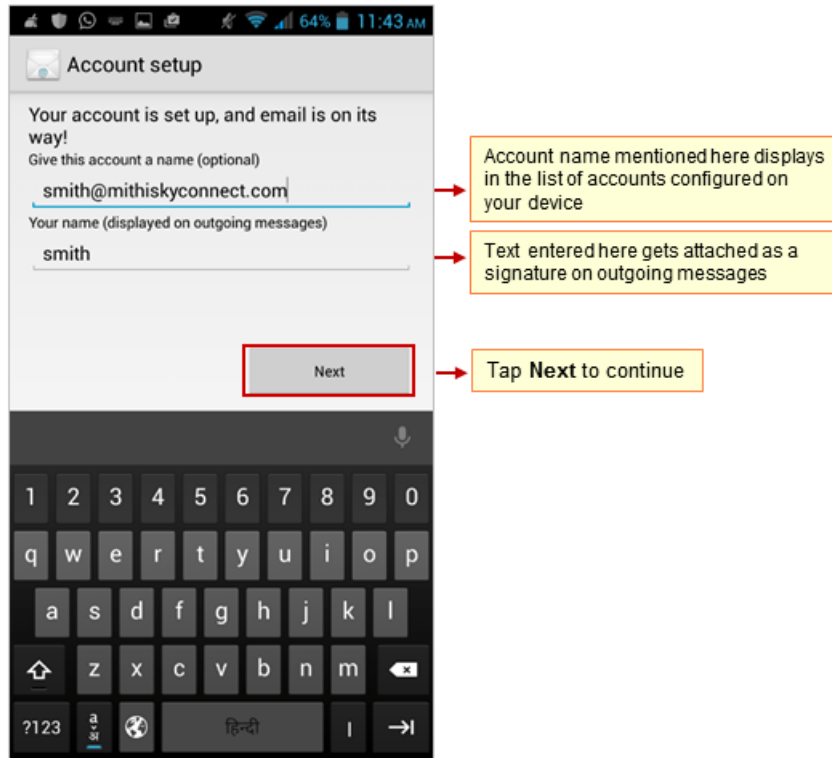 64% 11:43 AM
Account setup
Your account is set up, and email is on its
way!
Give this account a name (optional)
smith@mithiskyconnect.com
Your name (displayed on outgoing messages)
smith
Next
Account name mentioned here displays
in the list of accounts configured on
your device
Text entered here gets attached as a
signature on outgoing messages
Tap Next to continue
1 2 3 4 5 6 7 8 9 0
q w e r t y u i o p
a s d f g h j k l
z x c v b n m
?123 a अ हिन्दी ।